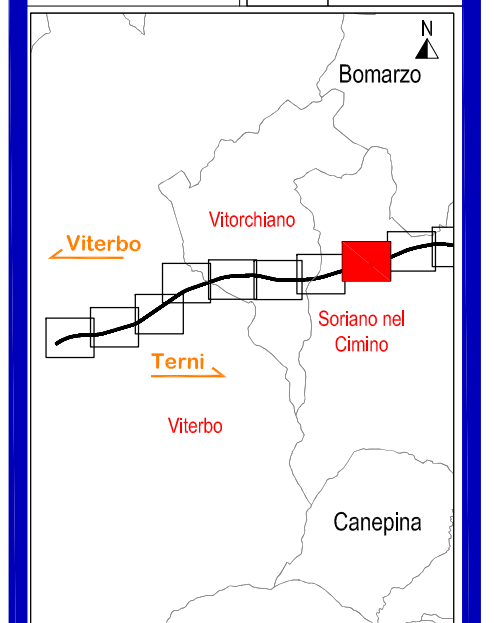 N
Bomarzo
Vitorchiano
Viterbo
Soriano nel
Cimino
Terni
Viterbo
Canepina